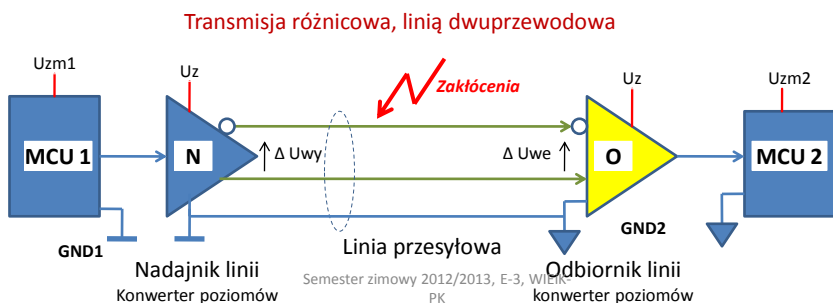 Transmisja różnicowa, linią dwuprzewodowa
Uzm1
Uz
Zakłócenia
Uz
Uzm2
MCU 1
N
Δ Uwy
Δ Uwe
O
MCU 2
GND1
GND2
Linia przesyłowa
Nadajnik linii
Konwerter poziomów
Semester zimowy 2012/2013, E-3, WIEiK-
PK
Odbiornik linii
konwerter poziomów